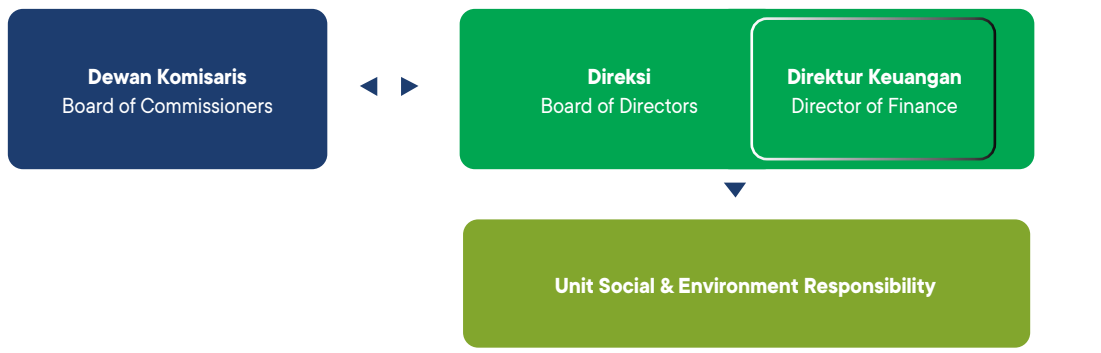 Dewan Komisaris
Board of Commissioners
Direksi
Board of Directors
Direktur Keuangan
Director of Finance
Unit Social & Environment Responsibility